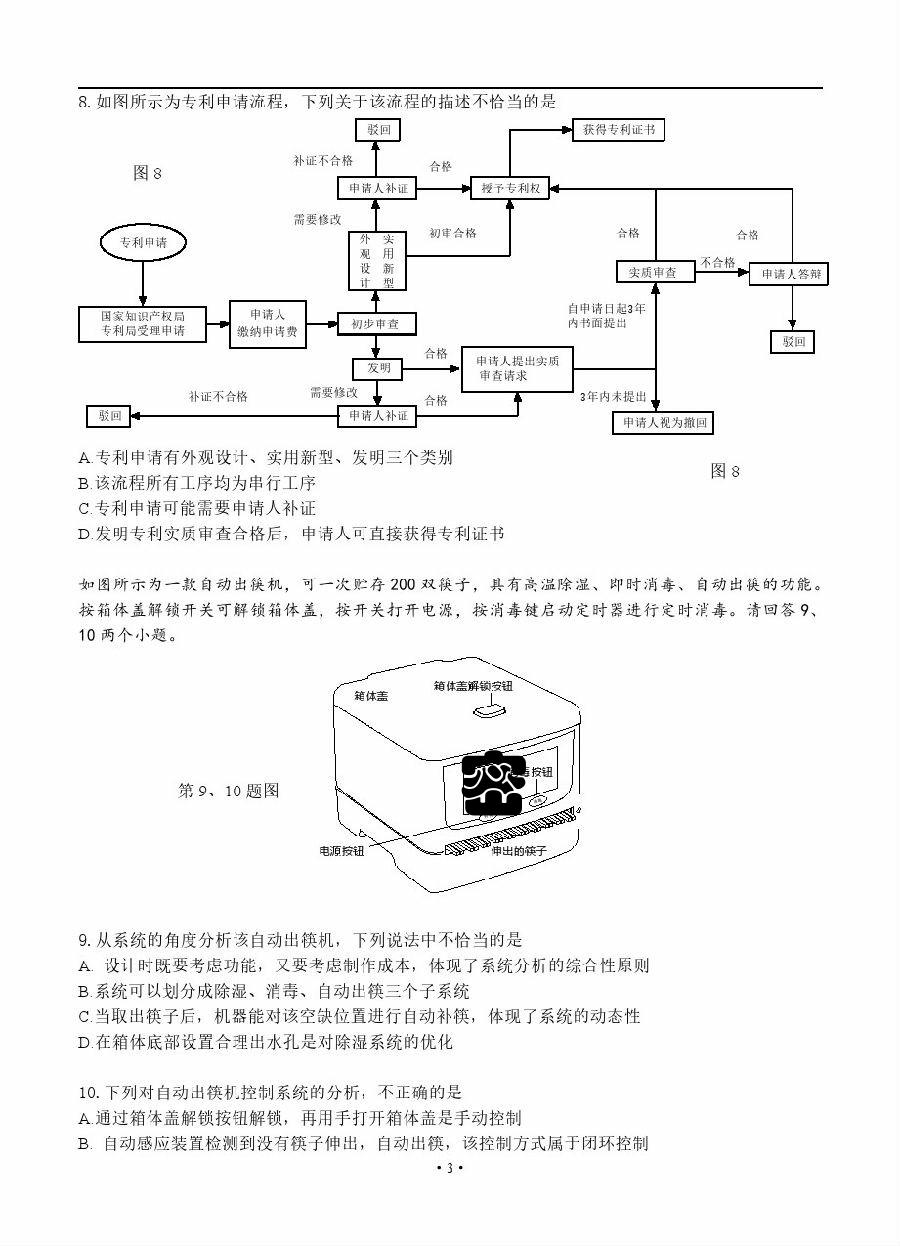 8.如图所示为专利申请流程，下列关于该流程的描述不恰当的是
驳回
获得专利证书
图8
补证不合格
合格
申请人补证
授予专利权
需要修改
初审合格
合格
合格
专利申请
外观设计
实用新型
实质审查
不合格
申请人答辩
国家知识产权局
专利局受理申请
申请人
缴纳申请费
初步审查
自申请日起3年
内书面提出
驳回
发明
合格
申请人提出实质
审查请求
补证不合格
需要修改
3年内未提出
驳回
申请人补证
合格
申请人视为撤回
A.专利申请有外观设计、实用新型、发明三个类别
图8
B.该流程所有工序均为串行工序
C.专利申请可能需要申请人补证
D.发明专利实质审查合格后，申请人可直接获得专利证书
如图所示为一款自动出筷机，可一次贮存200双筷子，具有高温除湿、即时消毒、自动出筷的功能。
按箱体盖解锁开关可解锁箱体盖，按开关打开电源，按消毒键启动定时器进行定时消毒。请回答9、
10两个小题。
箱体盖
箱体盖解锁按钮
毒按钮
第9、10题图
电源按钮
伸出的筷子
9.从系统的角度分析该自动出筷机，下列说法中不恰当的是
A. 设计时既要考虑功能，又要考虑制作成本，体现了系统分析的综合性原则
B.系统可以划分成除湿、消毒、自动出筷三个子系统
C.当取出筷子后，机器能对该空缺位置进行自动补筷，体现了系统的动态性
D.在箱体底部设置合理出水孔是对除湿系统的优化
10.下列对自动出筷机控制系统的分析，不正确的是
A.通过箱体盖解锁按钮解锁，再用手打开箱体盖是手动控制
B. 自动感应装置检测到没有筷子伸出，自动出筷，该控制方式属于闭环控制
·3·